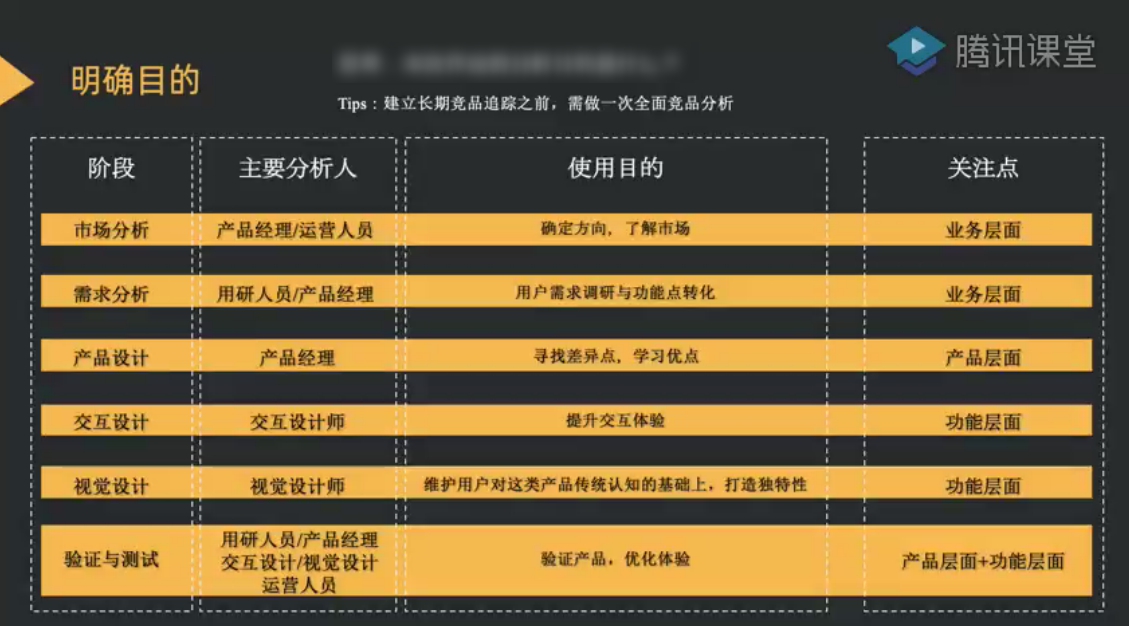 腾讯课堂
明确目的
Tips：建立长期竞品追踪之前，需做一次全面竞品分析
阶段 主要分析人 使用目的 关注点
市场分析 产品经理/运营人员 确定方向，了解市场 业务层面
需求分析 用研人员/产品经理 用户需求调研与功能点转化 业务层面
产品设计 产品经理 寻找差异点，学习优点 产品层面
交互设计 交互设计师 提升交互体验 功能层面
视觉设计 视觉设计师 维护用户对这类产品传统认知的基础上，打造独特性 功能层面
用研人员/产品经理
验证与测试 交互设计/视觉设计 验证产品，优化体验 产品层面+功能层面
运营人员